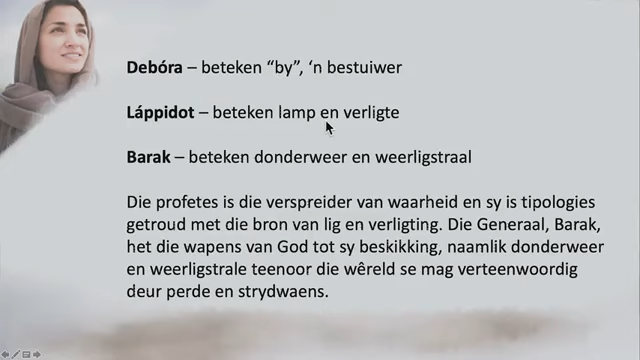 Debóra – beteken “by”, ‘n bestuiwer
Láppidot – beteken lamp en verligte
Barak – beteken donderweer en weerligstraal
Die profetes is die verspreider van waarheid en sy is tipologies
getroud met die bron van lig en verligting. Die Generaal, Barak,
het die wapens van God tot sy beskikking, naamlik donderweer
en weerligstrale teenoor die wêreld se mag verteenwoordig
deur perde en strydwaens.